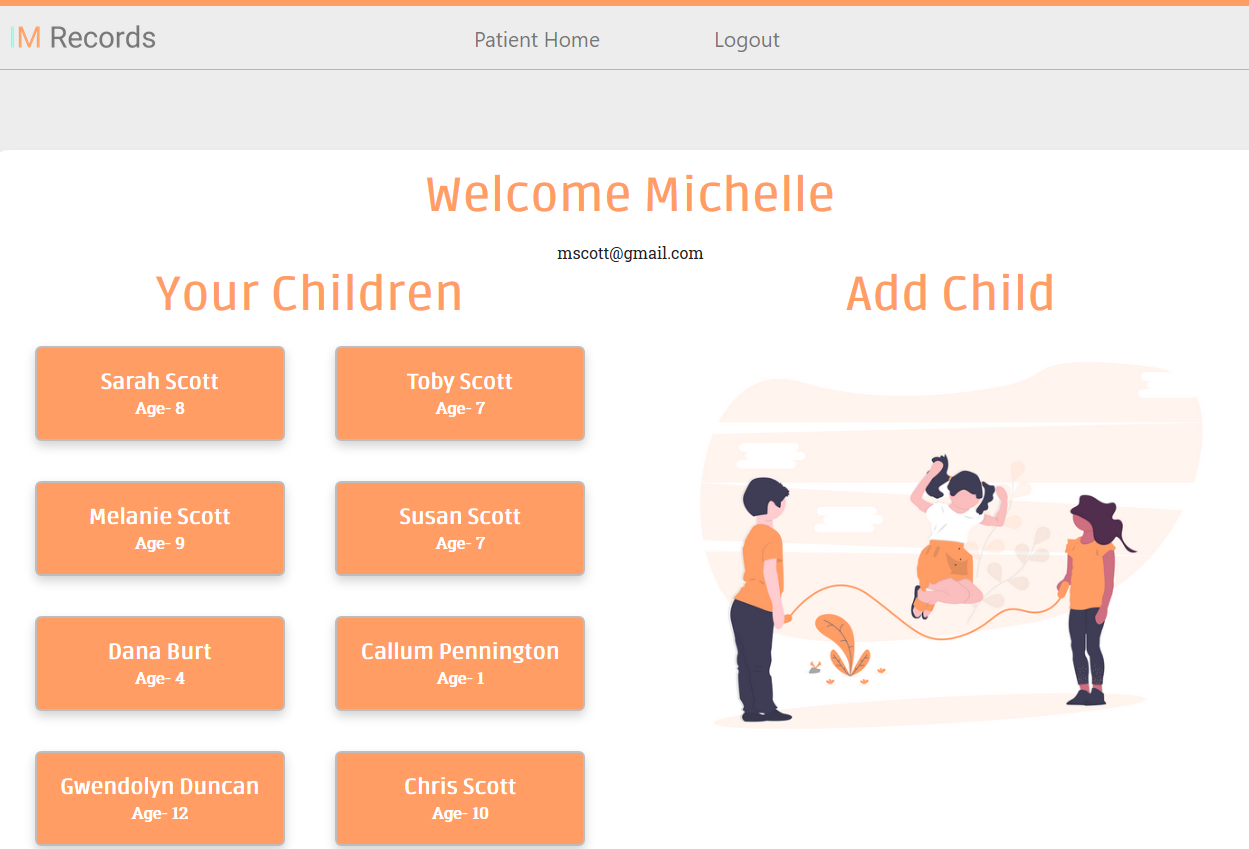 IM Records
Patient Home
Logout
Welcome Michelle
mscott@gmail.com
Your Children
Add Child
Sarah Scott
Age- 8
Toby Scott
Age- 7
Melanie Scott
Age- 9
Susan Scott
Age- 7
Dana Burt
Age- 4
Callum Pennington
Age- 1
Gwendolyn Duncan
Age- 12
Chris Scott
Age- 10